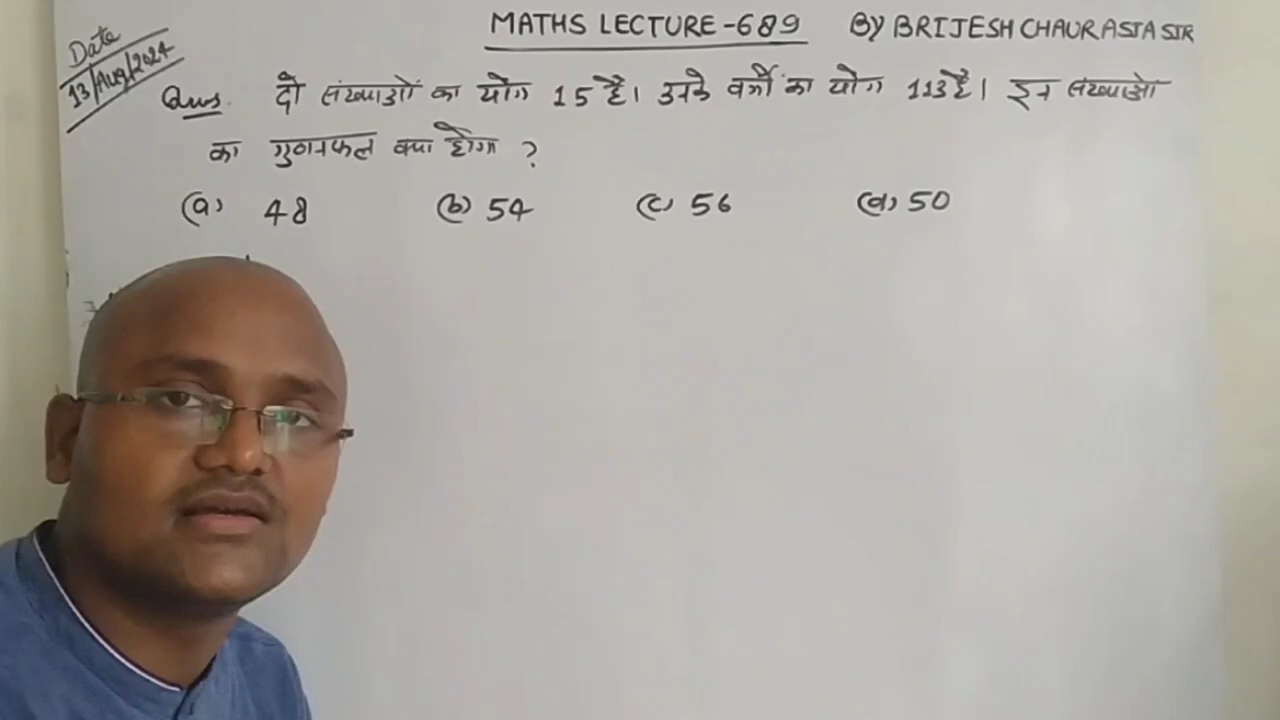 MATHS LECTURE-689 BY BRIJESH CHAURASIA SIR
Date
13/Aug/2024
Ques. दो संख्याओं का योग 15 है। उनके वर्गों का योग 113 है। इन संख्याओं
का गुणनफल क्या होगा ?
(a) 48 (b) 54 (c) 56 (d) 50